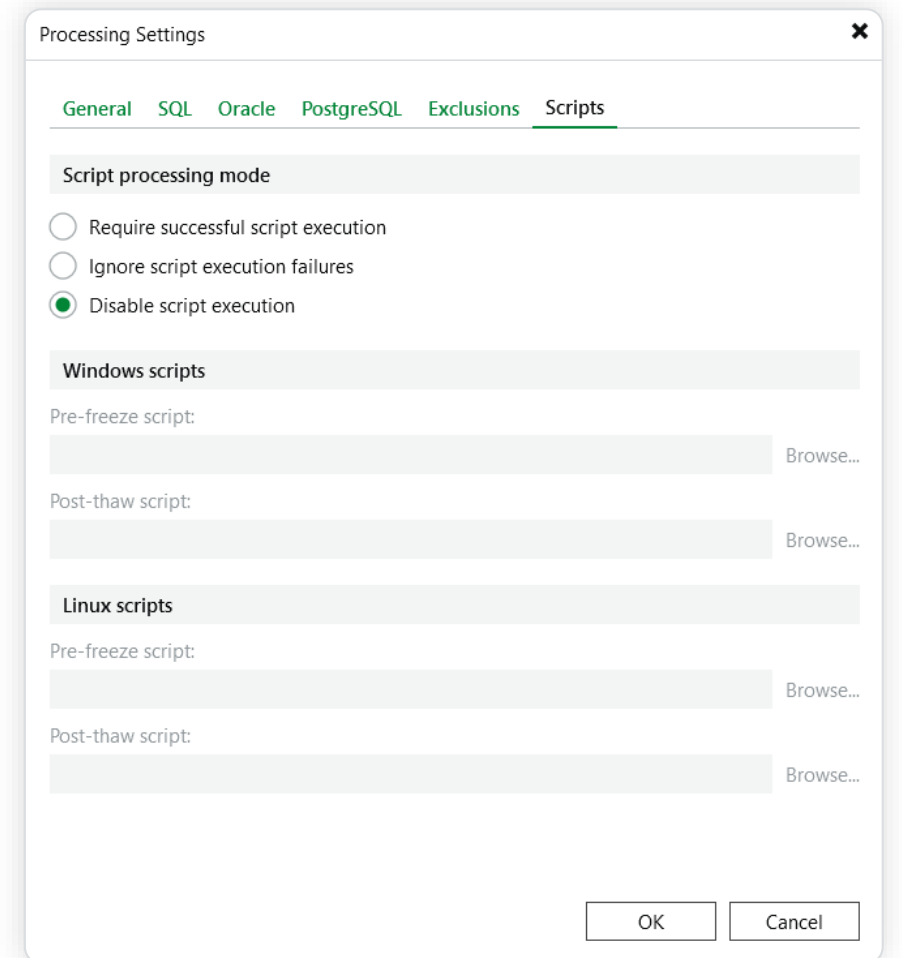 Processing Settings
General SQL Oracle PostgreSQL Exclusions Scripts
Script processing mode
Require successful script execution
Ignore script execution failures
Disable script execution
Windows scripts
Pre-freeze script:
Browse...
Post-thaw script:
Browse...
Linux scripts
Pre-freeze script:
Browse...
Post-thaw script:
Browse...
OK Cancel